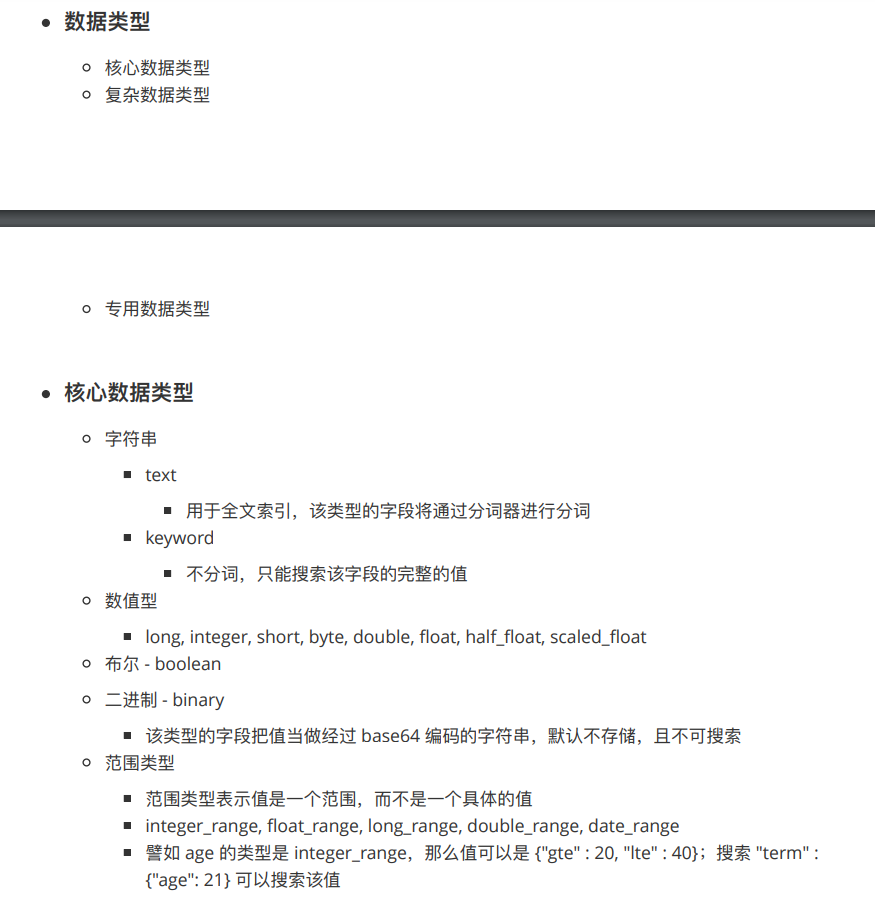 数据类型
核心数据类型
复杂数据类型
专用数据类型
核心数据类型
字符串
text
用于全文索引，该类型的字段将通过分词器进行分词
keyword
不分词，只能搜索该字段的完整的值
数值型
long, integer, short, byte, double, float, half_float, scaled_float
布尔 - boolean
二进制 - binary
该类型的字段把值当做经过 base64 编码的字符串，默认不存储，且不可搜索
范围类型
范围类型表示值是一个范围，而不是一个具体的值
integer_range, float_range, long_range, double_range, date_range
譬如 age 的类型是 integer_range，那么值可以是 {"gte" : 20, "lte" : 40}；搜索 "term" :
{"age": 21} 可以搜索该值